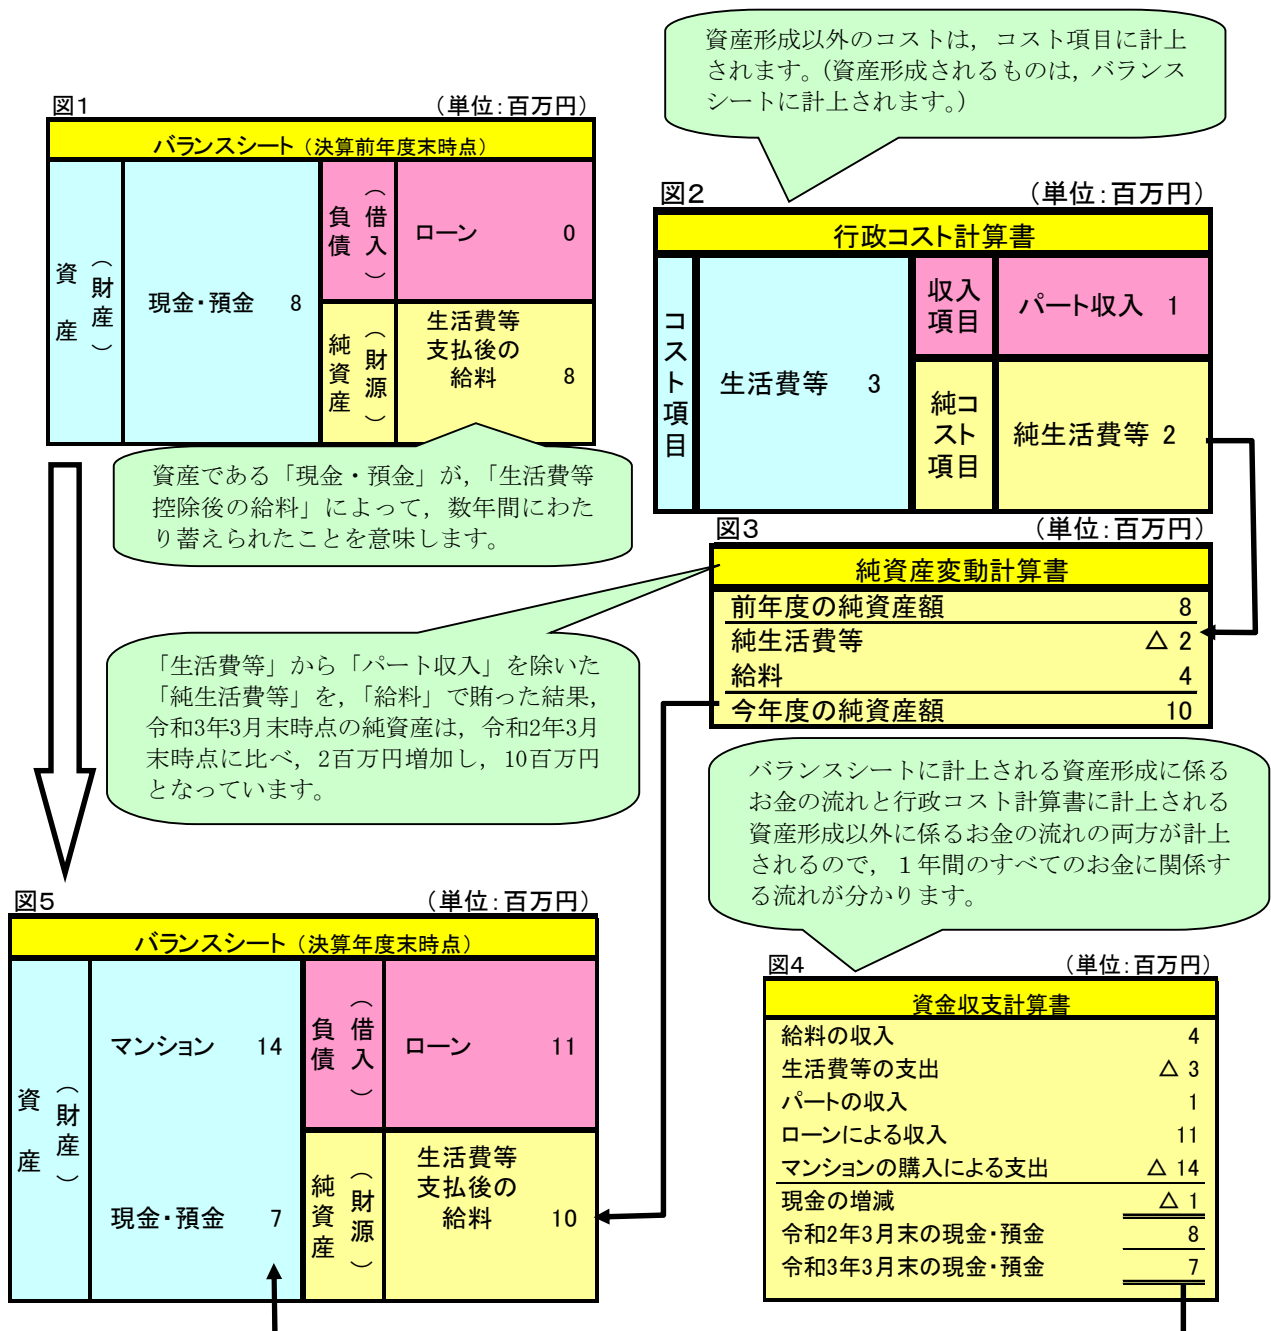 資産形成以外のコストは，コスト項目に計上
されます。（資産形成されるものは，バランス
シートに計上されます。）
図1　（単位：百万円）
バランスシート（決算前年度末時点）
資産（財産）
現金・預金　8
負債（借入）
ローン　0
純資産（財源）
生活費等
支払後の
給料　8
資産である「現金・預金」が，「生活費等
控除後の給料」によって，数年間にわた
り蓄えられたことを意味します。
図2　（単位：百万円）
行政コスト計算書
コスト項目
生活費等　3
収入
項目
パート収入　1
純コ
スト
項目
純生活費等　2
図3　（単位：百万円）
純資産変動計算書
前年度の純資産額　8
純生活費等　△ 2
給料　4
今年度の純資産額　10
「生活費等」から「パート収入」を除いた
「純生活費等」を，「給料」で賄った結果，
令和3年3月末時点の純資産は，令和2年3月
末時点に比べ，2百万円増加し，10百万円
となっています。
バランスシートに計上される資産形成に係る
お金の流れと行政コスト計算書に計上される
資産形成以外に係るお金の流れの両方が計上
されるので，１年間のすべてのお金に関係す
る流れが分かります。
図5　（単位：百万円）
バランスシート（決算年度末時点）
資産（財産）
マンション　14
現金・預金　7
負債（借入）
ローン　11
純資産（財源）
生活費等
支払後の
給料　10
図4　（単位：百万円）
資金収支計算書
給料の収入　4
生活費等の支出　△ 3
パートの収入　1
ローンによる収入　11
マンションの購入による支出　△ 14
現金の増減　△ 1
令和2年3月末の現金・預金　8
令和3年3月末の現金・預金　7